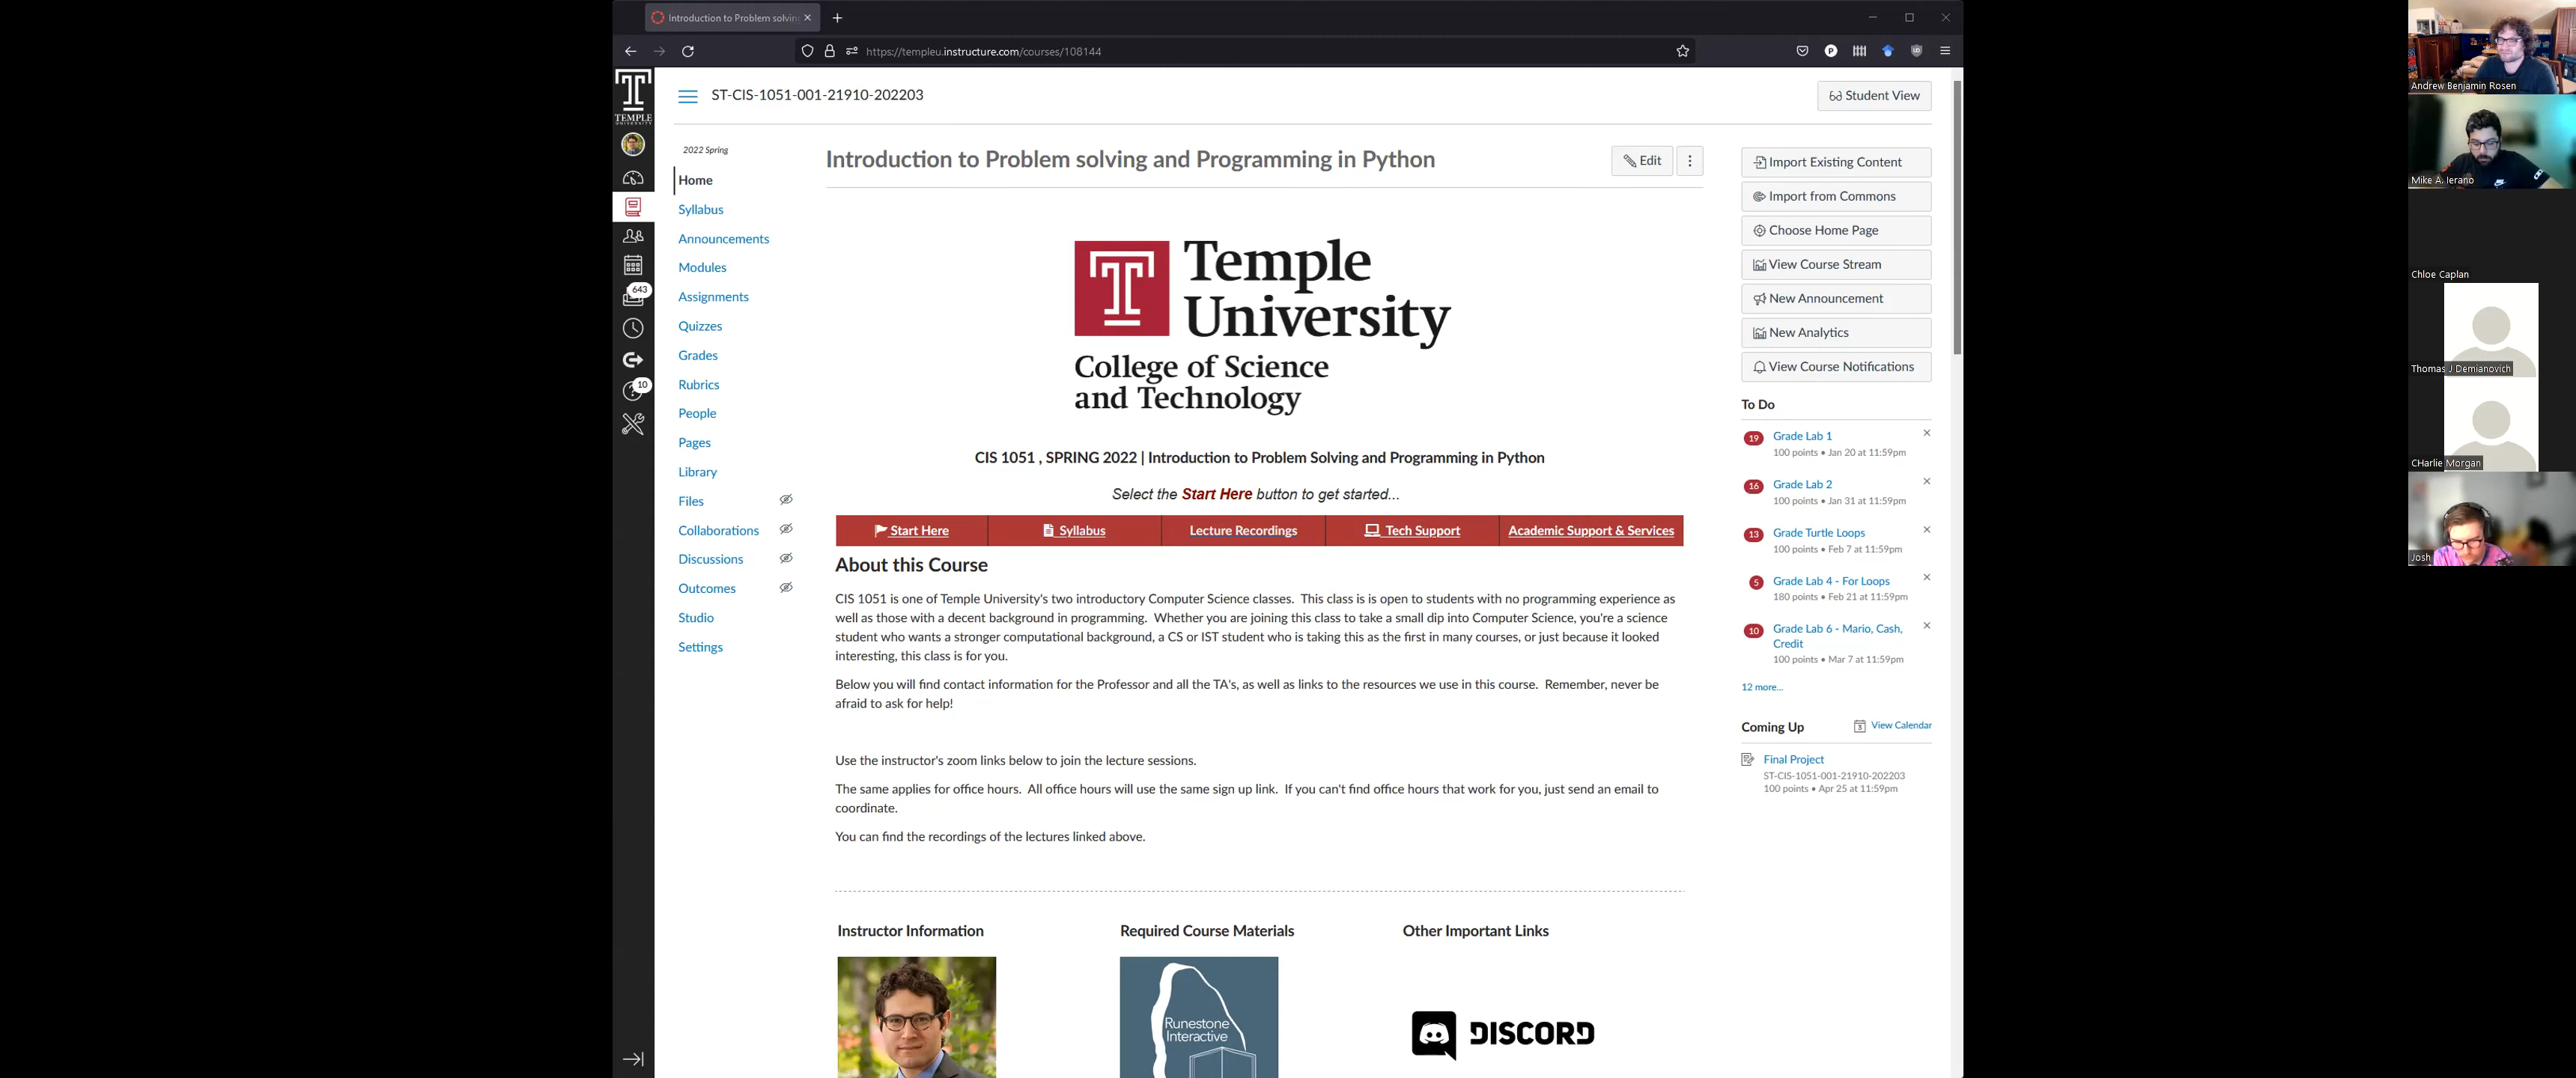 Introduction to Problem solving
https://templeu.instructure.com/courses/108144
TEMPLE
UNIVERSITY
643
10
ST-CIS-1051-001-21910-202203
Student View
2022 Spring
Home
Syllabus
Announcements
Modules
Assignments
Quizzes
Grades
Rubrics
People
Pages
Library
Files
Collaborations
Discussions
Outcomes
Studio
Settings
Introduction to Problem solving and Programming in Python
Edit
Temple
University
College of Science
and Technology
CIS 1051 , SPRING 2022 | Introduction to Problem Solving and Programming in Python
Select the Start Here button to get started...
Start Here
Syllabus
Lecture Recordings
Tech Support
Academic Support & Services
About this Course
CIS 1051 is one of Temple University's two introductory Computer Science classes. This class is is open to students with no programming experience as
well as those with a decent background in programming. Whether you are joining this class to take a small dip into Computer Science, you're a science
student who wants a stronger computational background, a CS or IST student who is taking this as the first in many courses, or just because it looked
interesting, this class is for you.
Below you will find contact information for the Professor and all the TA's, as well as links to the resources we use in this course. Remember, never be
afraid to ask for help!
Use the instructor's zoom links below to join the lecture sessions.
The same applies for office hours. All office hours will use the same sign up link. If you can't find office hours that work for you, just send an email to
coordinate.
You can find the recordings of the lectures linked above.
Instructor Information
Required Course Materials
Runestone
Interactive
Other Important Links
DISCORD
Import Existing Content
Import from Commons
Choose Home Page
View Course Stream
New Announcement
New Analytics
View Course Notifications
To Do
19
Grade Lab 1
100 points • Jan 20 at 11:59pm
16
Grade Lab 2
100 points • Jan 31 at 11:59pm
13
Grade Turtle Loops
100 points • Feb 7 at 11:59pm
5
Grade Lab 4 - For Loops
180 points • Feb 21 at 11:59pm
10
Grade Lab 6 - Mario, Cash,
Credit
100 points • Mar 7 at 11:59pm
12 more...
Coming Up
View Calendar
Final Project
ST-CIS-1051-001-21910-202203
100 points • Apr 25 at 11:59pm
Andrew Benjamin Rosen
Mike A. Ierano
Chloe Caplan
Thomas J Demianovich
CHarlie Morgan
Josh